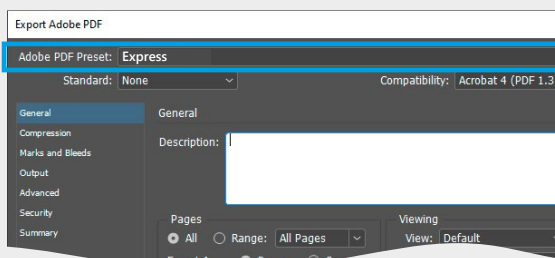 Export Adobe PDF
Adobe PDF Preset: Express
Standard: None Compatibility: Acrobat 4 (PDF 1.3
General General
Compression Description:
Marks and Bleeds
Output
Advanced
Security Pages Viewing
Summary All Range: All Pages View: Default